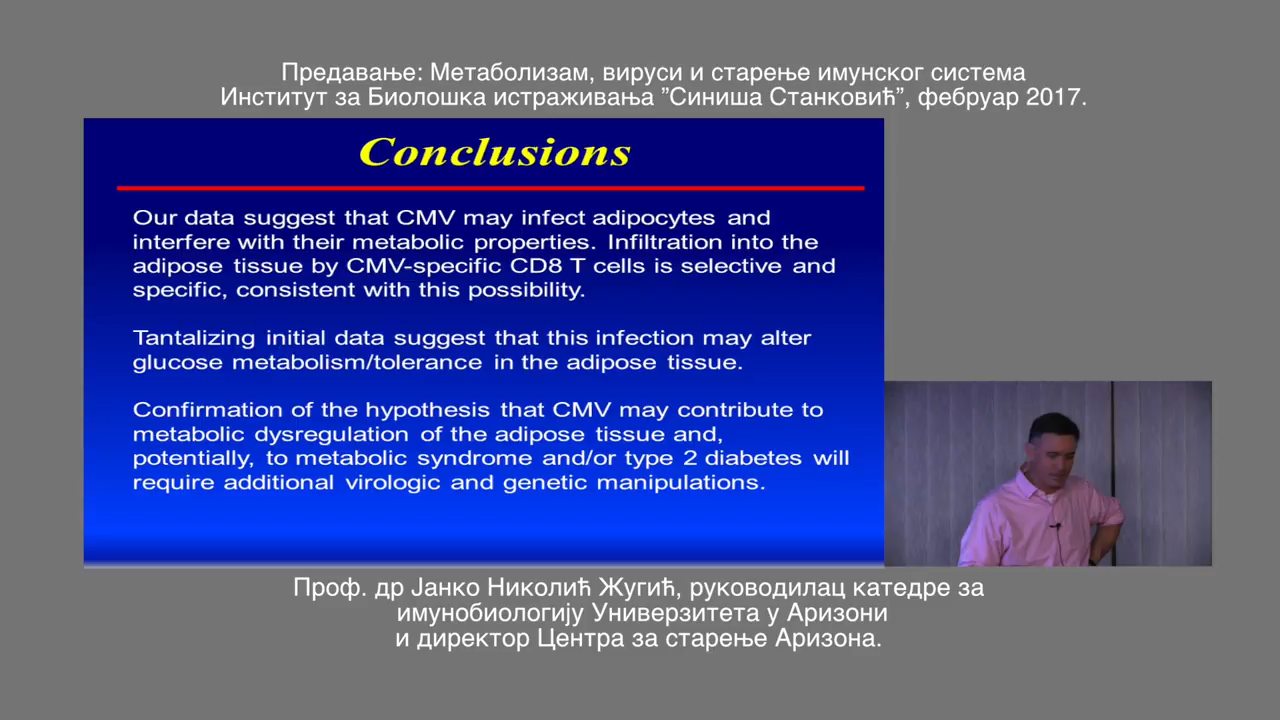 Предавање: Метаболизам, вируси и старење имунског система
Институт за Биолошка истраживања ”Синиша Станковић”, фебруар 2017.
Conclusions
Our data suggest that CMV may infect adipocytes and
interfere with their metabolic properties. Infiltration into the
adipose tissue by CMV-specific CD8 T cells is selective and
specific, consistent with this possibility.
Tantalizing initial data suggest that this infection may alter
glucose metabolism/tolerance in the adipose tissue.
Confirmation of the hypothesis that CMV may contribute to
metabolic dysregulation of the adipose tissue and,
potentially, to metabolic syndrome and/or type 2 diabetes will
require additional virologic and genetic manipulations.
Проф. др Јанко Николић Жугић, руководилац катедре за
имунобиологију Универзитета у Аризони
и директор Центра за старење Аризона.